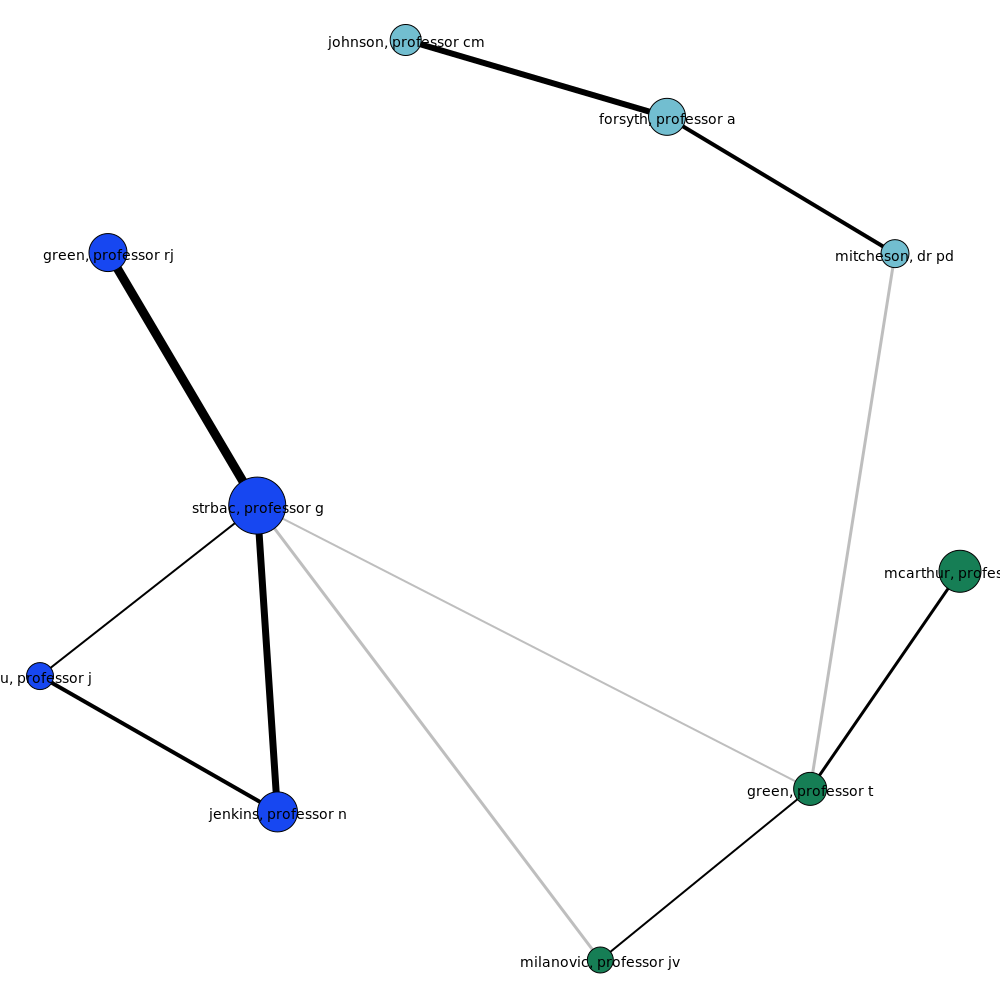 johnson, professor cm
forsyth, professor a
green, professor rj
mitcheson, dr pd
strbac, professor g
mcarthur,
professor j
green, professor t
jenkins, professor n
milanovic, professor jv